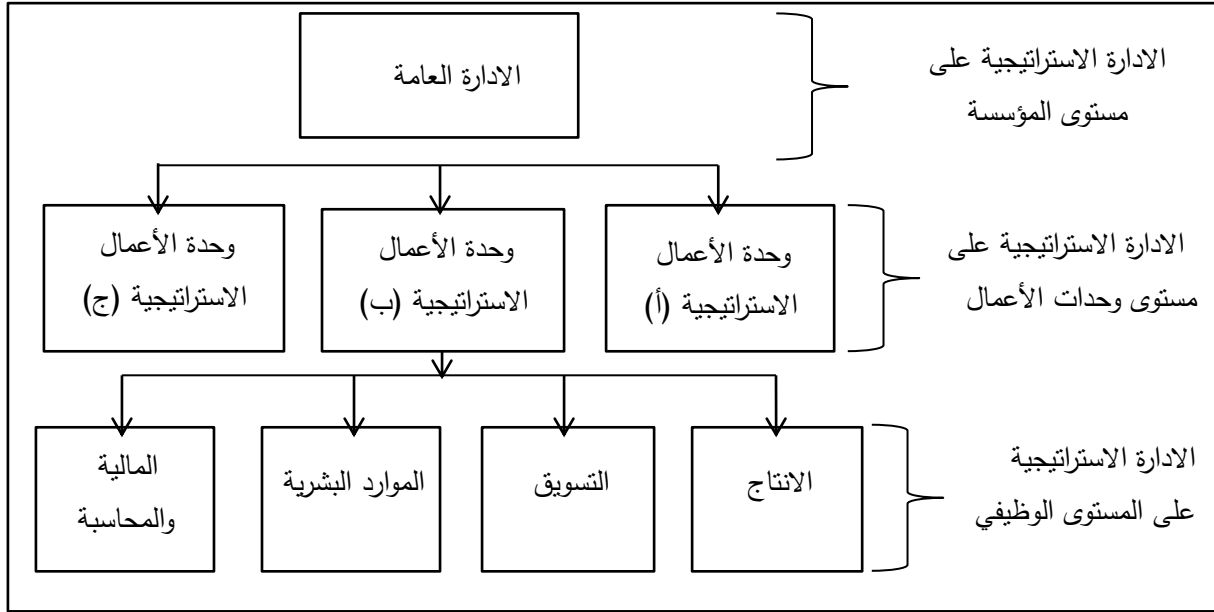 الادارة العامة
الادارة الاستراتيجية على
مستوى المؤسسة
وحدة الأعمال
الاستراتيجية (أ)
وحدة الأعمال
الاستراتيجية (ب)
وحدة الأعمال
الاستراتيجية (ج)
الادارة الاستراتيجية على
مستوى وحدات الأعمال
الانتاج
التسويق
الموارد البشرية
المالية
والمحاسبة
الادارة الاستراتيجية
على المستوى الوظيفي